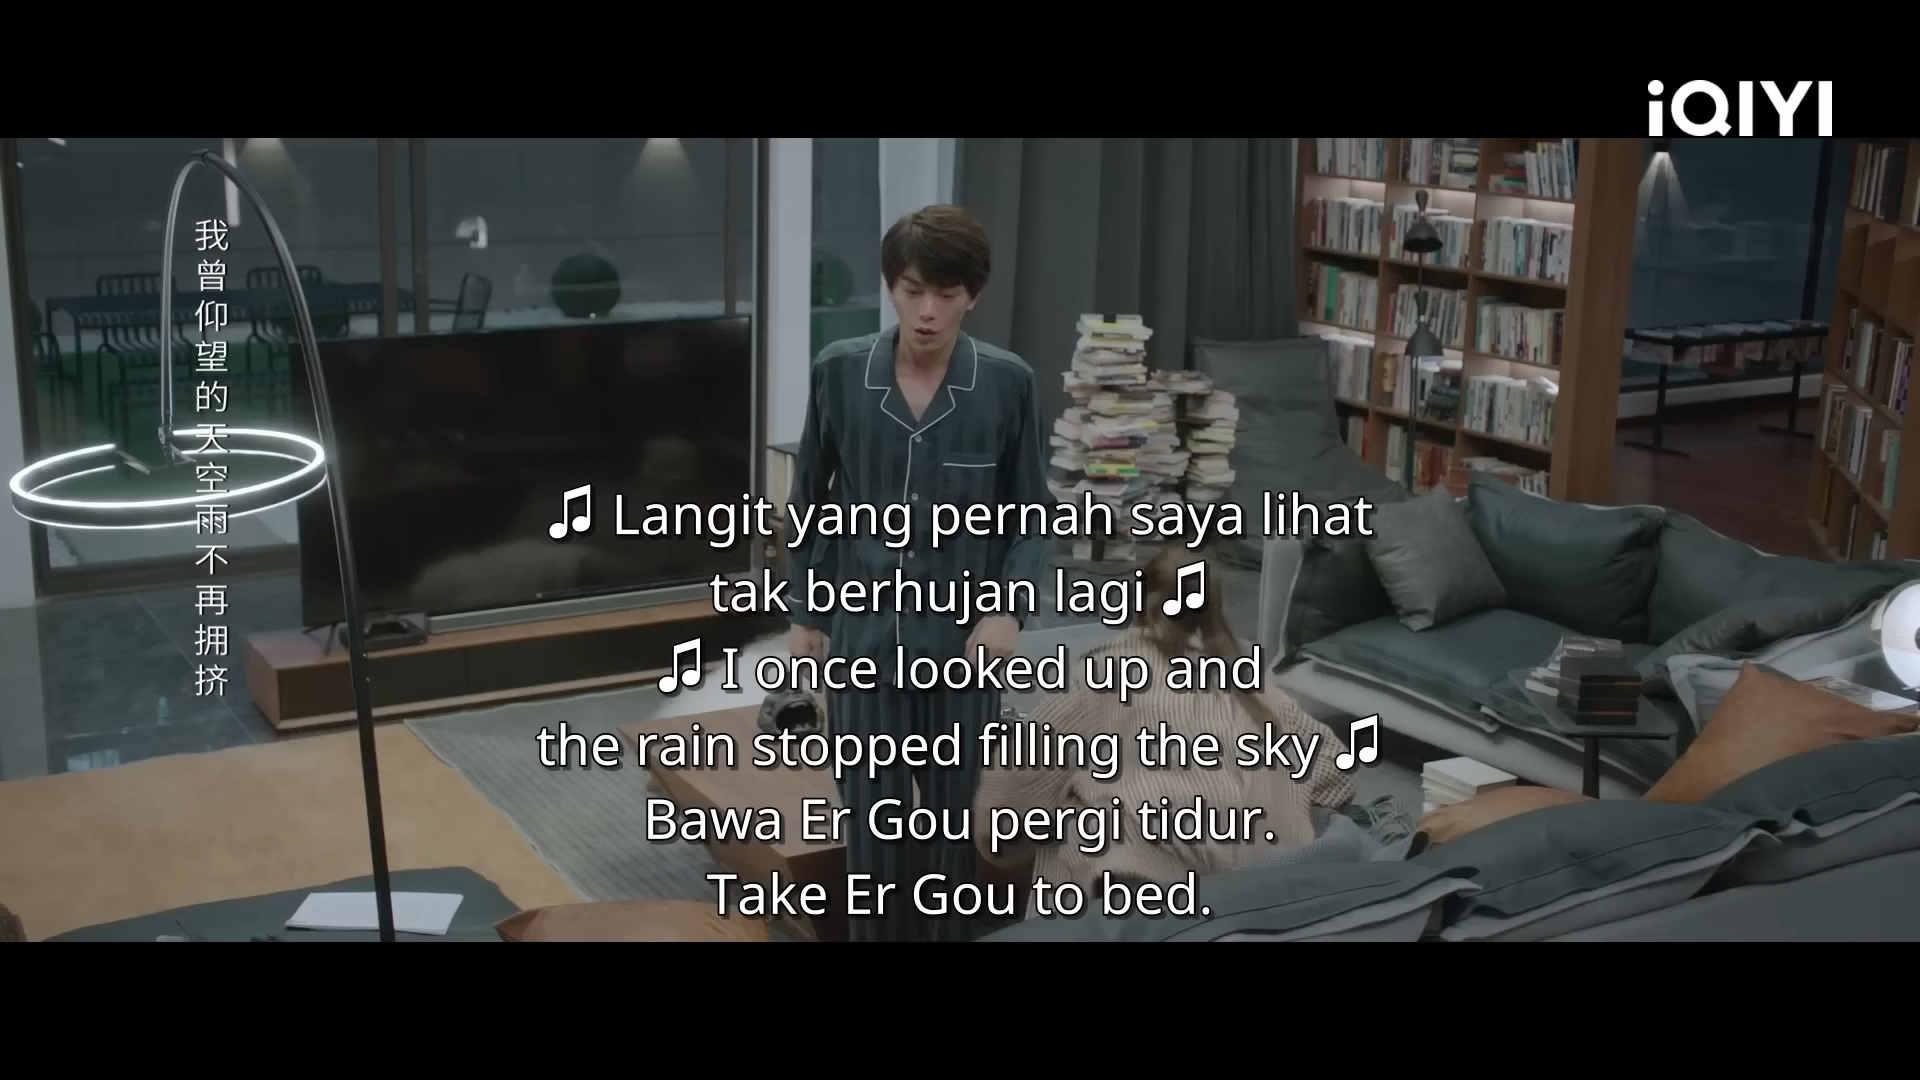 iQIYI
我曾仰望的天空雨不再拥挤
♫ Langit yang pernah saya lihat
tak berhujan lagi ♫
♫ I once looked up and
the rain stopped filling the sky ♫
Bawa Er Gou pergi tidur.
Take Er Gou to bed.